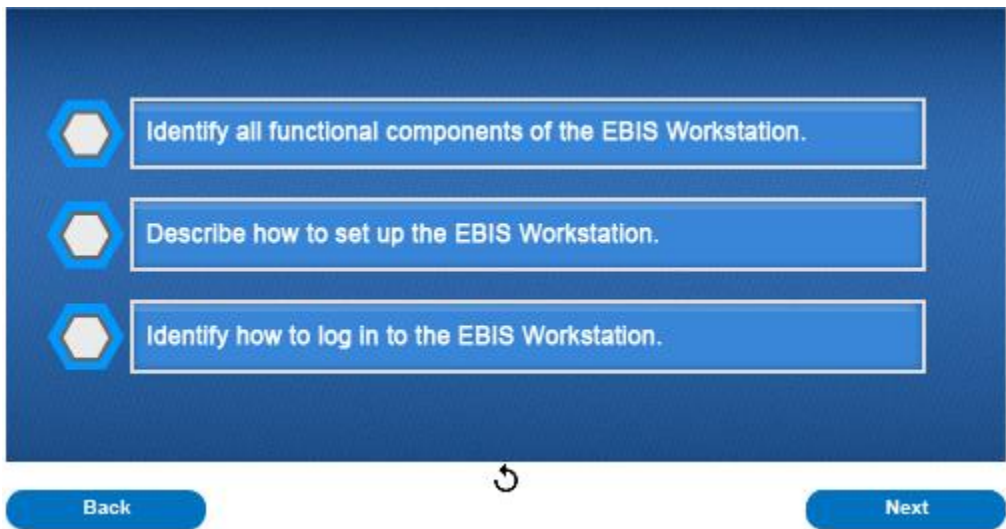 Identify all functional components of the EBIS Workstation.
Describe how to set up the EBIS Workstation.
Identify how to log in to the EBIS Workstation.
Back
Next